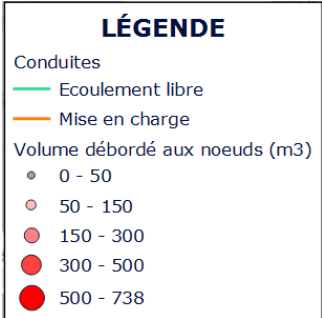 LÉGENDE
Conduites
Ecoulement libre
Mise en charge
Volume débordé aux noeuds (m3)
0 - 50
50 - 150
150 - 300
300 - 500
500 - 738